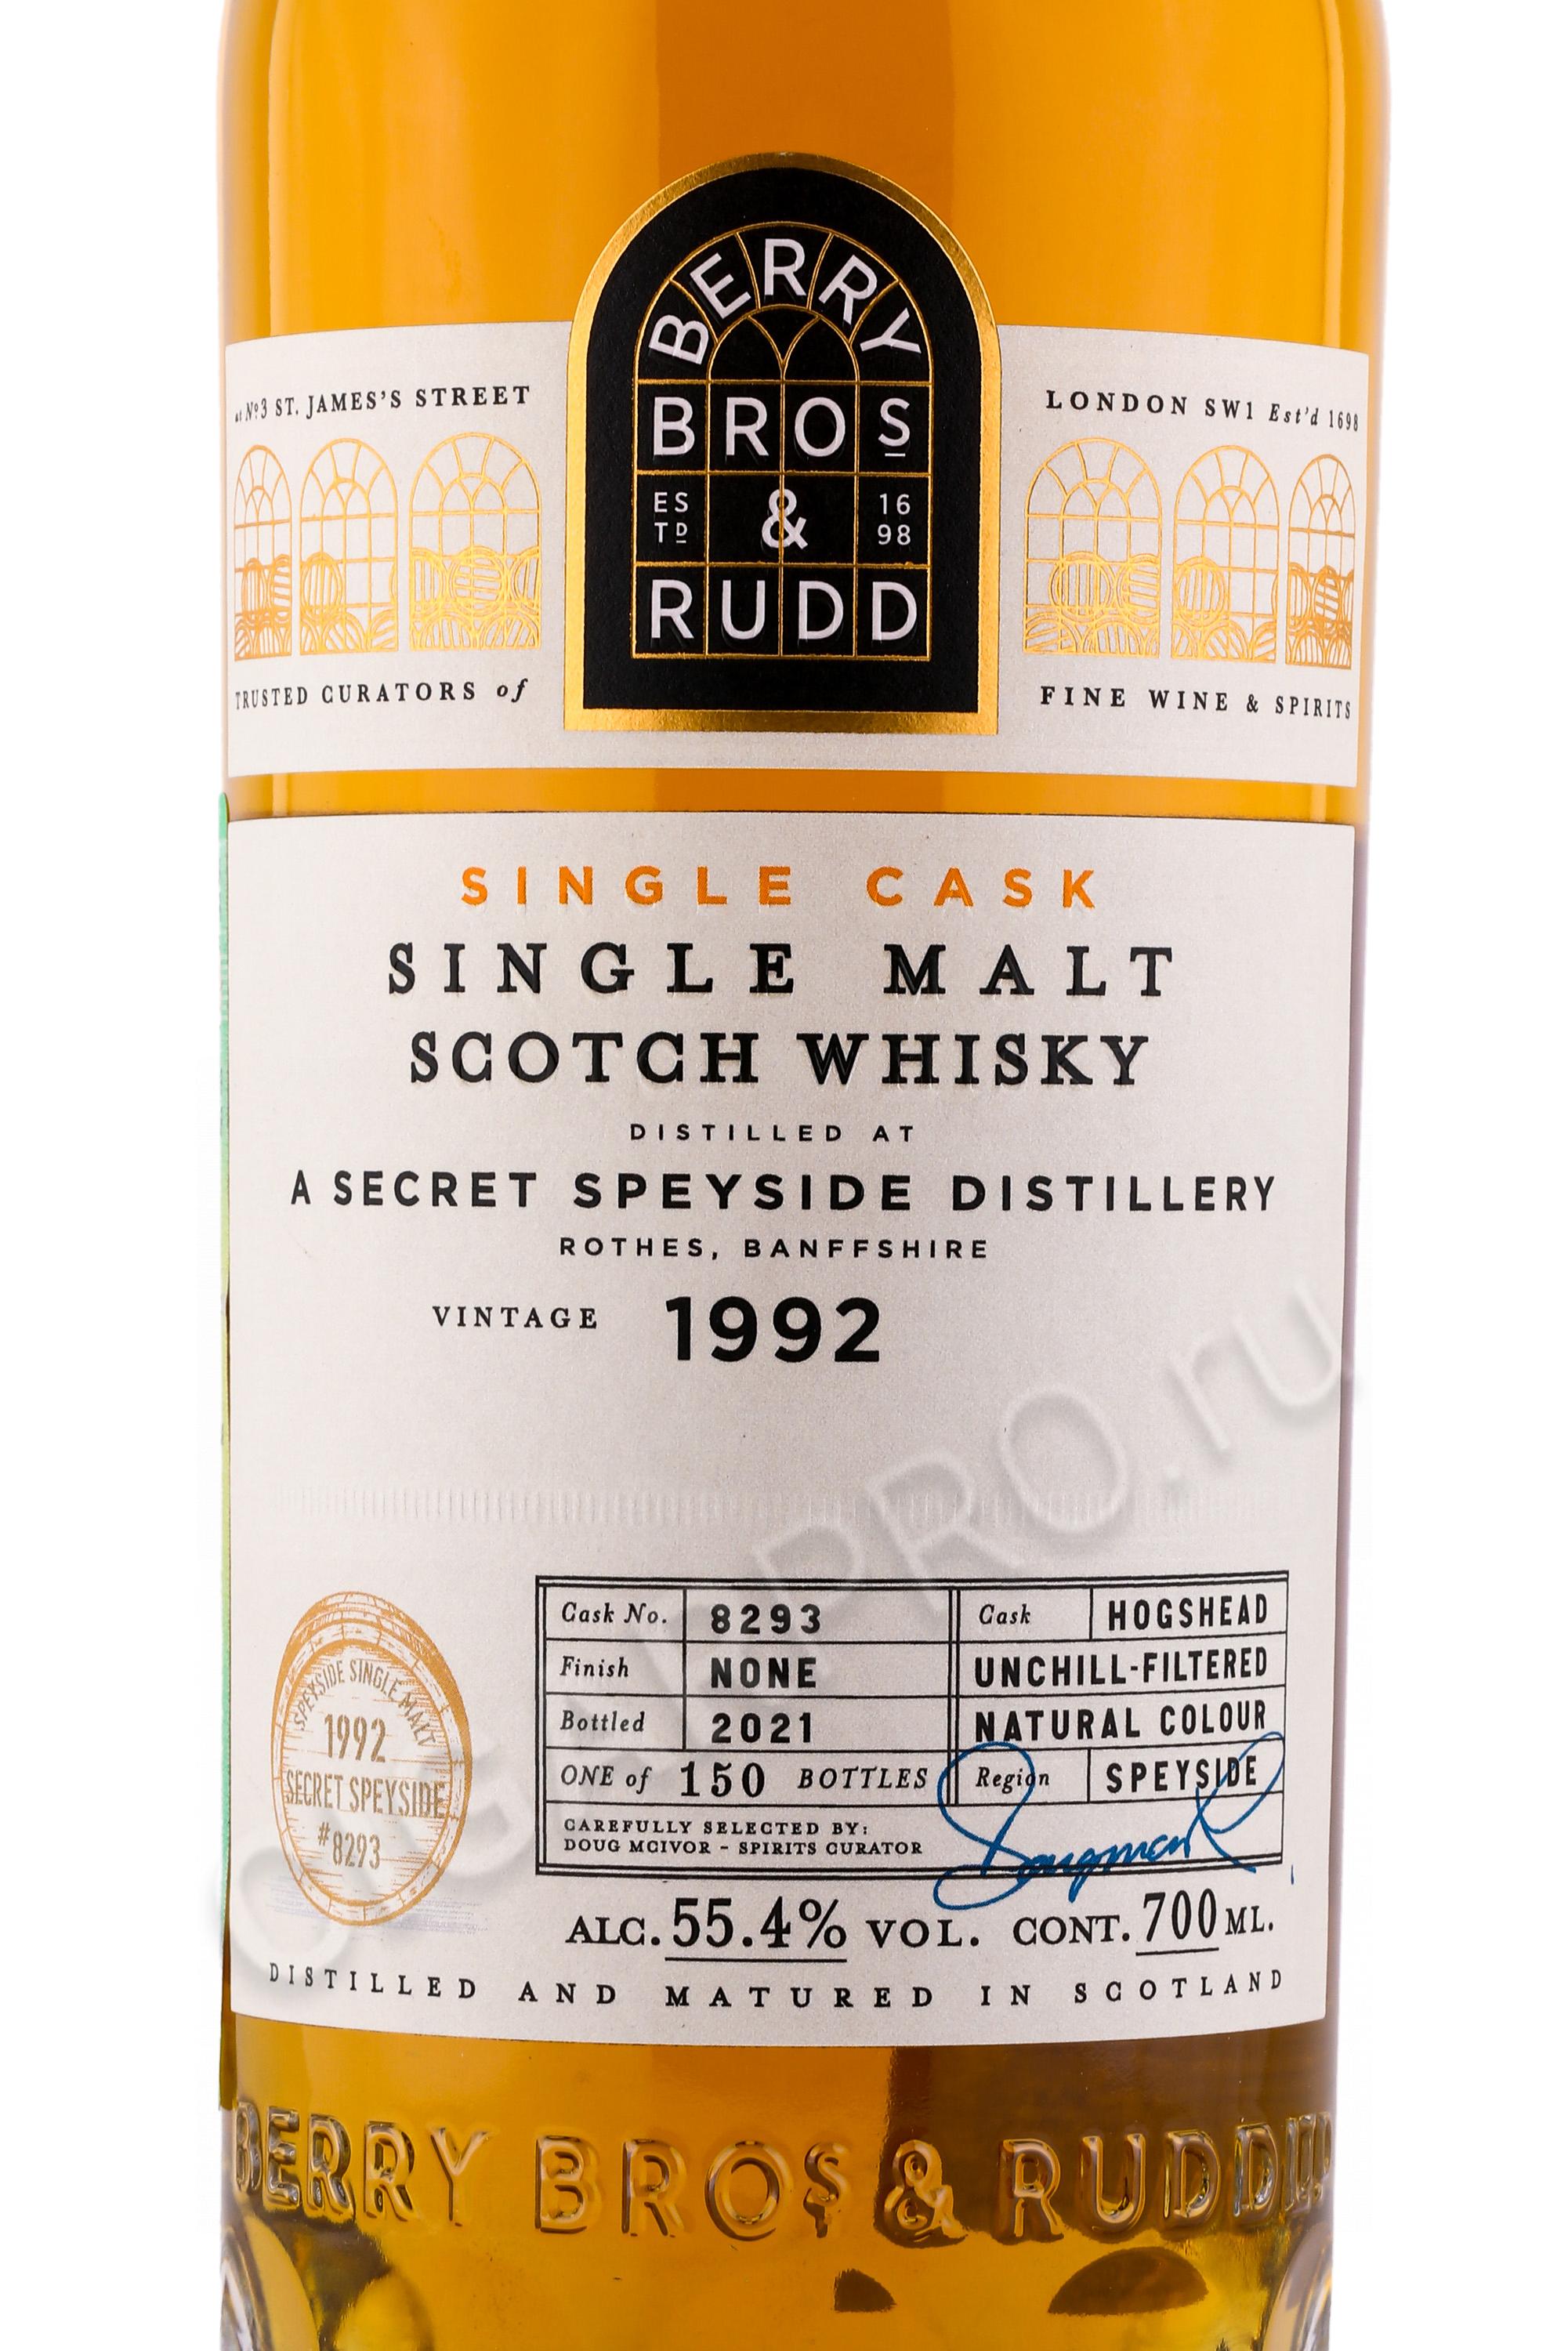 BERRY
BROS
ESTD & 1698
RUDD
at Nº3 ST. JAMES'S STREET
LONDON SW1 Est'd 1698
TRUSTED CURATORS of
FINE WINE & SPIRITS
SINGLE CASK
SINGLE MALT
SCOTCH WHISKY
DISTILLED AT
A SECRET SPEYSIDE DISTILLERY
ROTHES, BANFFSHIRE
VINTAGE 1992
SPEYSIDE SINGLE MALT
1992
SECRET SPEYSIDE
#8293
Cask No. 8293 Cask HOGSHEAD
Finish NONE UNCHILL-FILTERED
Bottled 2021 NATURAL COLOUR
ONE of 150 BOTTLES Region SPEYSIDE
CAREFULLY SELECTED BY:
DOUG MCIVOR - SPIRITS CURATOR
ALC. 55.4% VOL. CONT. 700 ML.
DISTILLED AND MATURED IN SCOTLAND
BERRY BROS & RUDD